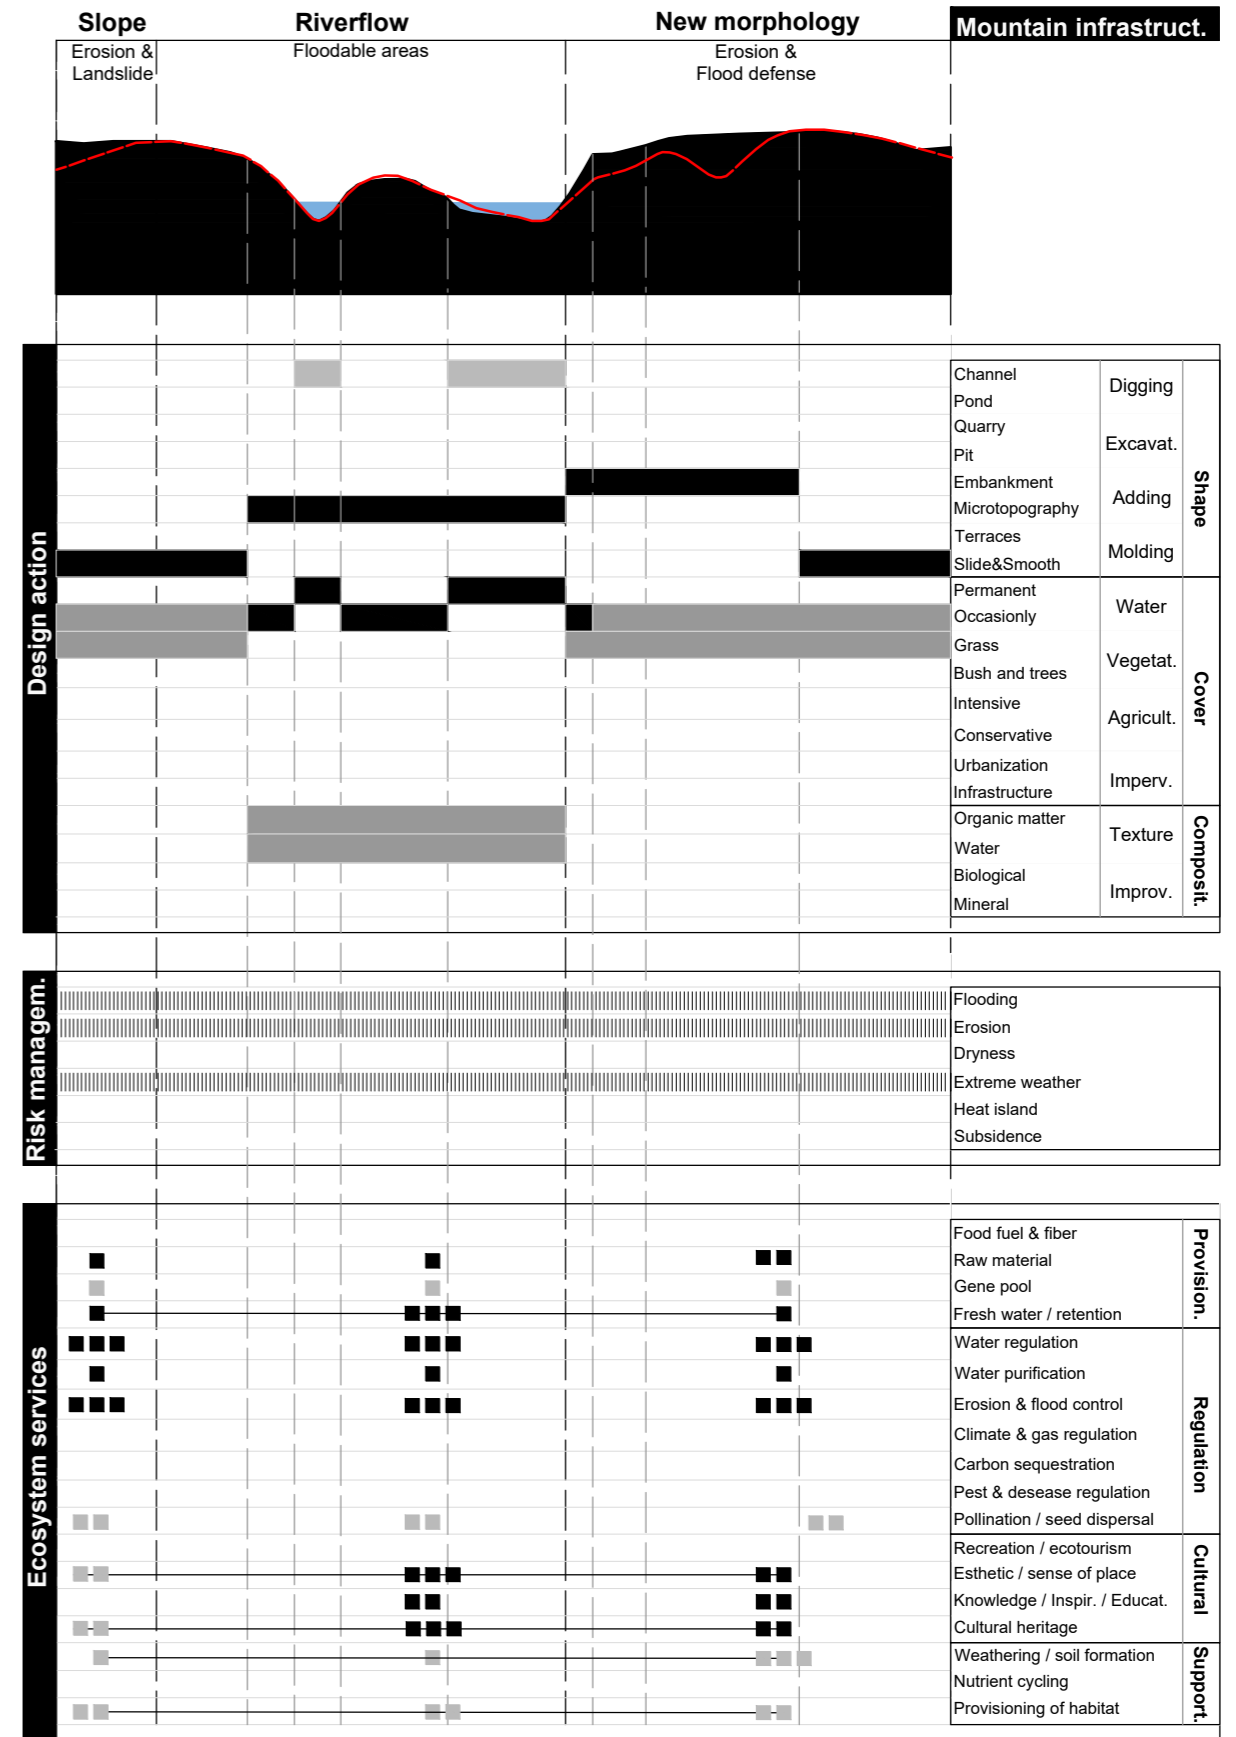 Slope
Riverflow
New morphology
Mountain infrastruct.
Erosion &
Landslide
Floodable areas
Erosion &
Flood defense
Design action
Channel
Pond
Digging
Quarry
Pit
Excavat.
Embankment
Microtopography
Adding
Terraces
Slide&Smooth
Molding
Shape
Permanent
Occasionly
Water
Grass
Bush and trees
Vegetat.
Intensive
Conservative
Agricult.
Urbanization
Infrastructure
Imperv.
Cover
Organic matter
Water
Texture
Biological
Mineral
Improv.
Composit.
Risk managem.
Flooding
Erosion
Dryness
Extreme weather
Heat island
Subsidence
Ecosystem services
Food fuel & fiber
Raw material
Gene pool
Fresh water / retention
Provision.
Water regulation
Water purification
Erosion & flood control
Climate & gas regulation
Carbon sequestration
Pest & desease regulation
Pollination / seed dispersal
Regulation
Recreation / ecotourism
Esthetic / sense of place
Knowledge / Inspir. / Educat.
Cultural heritage
Cultural
Weathering / soil formation
Nutrient cycling
Provisioning of habitat
Support.